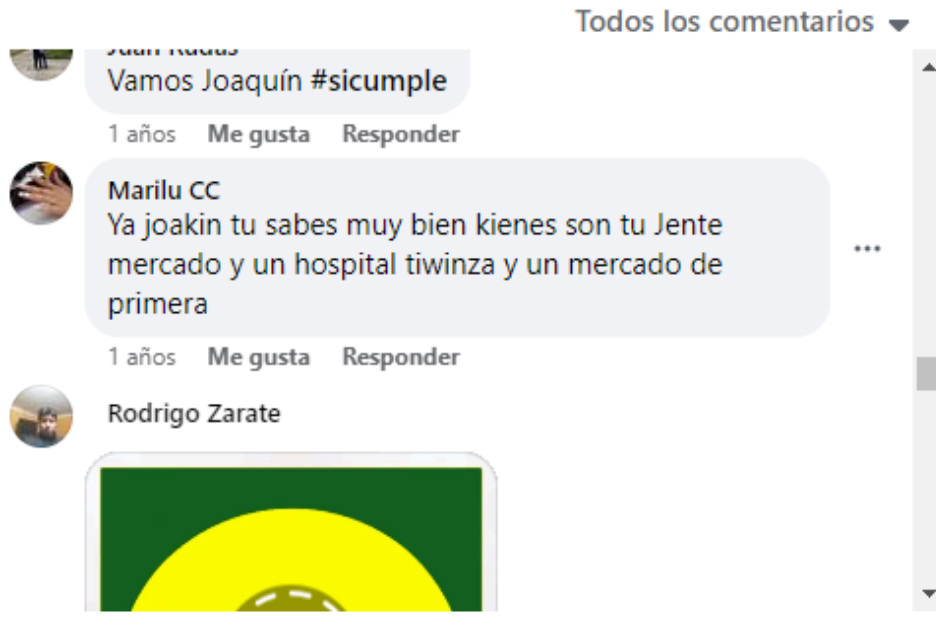 Todos los comentarios
Juan Rudas
Vamos Joaquín #sicumple
1 años Me gusta Responder
Marilu CC
Ya joakin tu sabes muy bien kienes son tu Jente
mercado y un hospital tiwinza y un mercado de
primera
1 años Me gusta Responder
Rodrigo Zarate